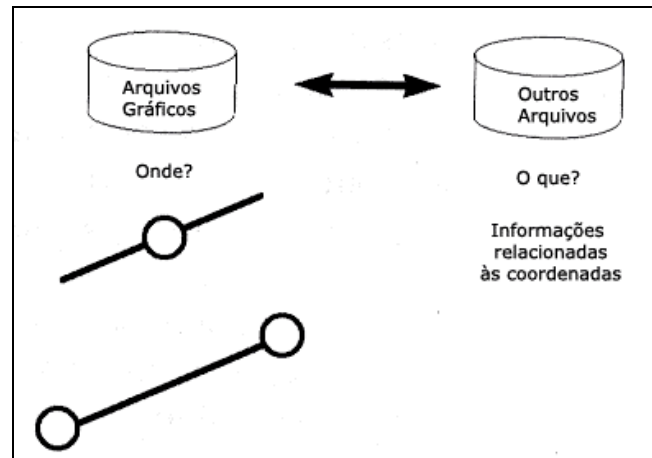 Arquivos
Gráficos
Outros
Arquivos
Onde?
O que?
Informações
relacionadas
às coordenadas